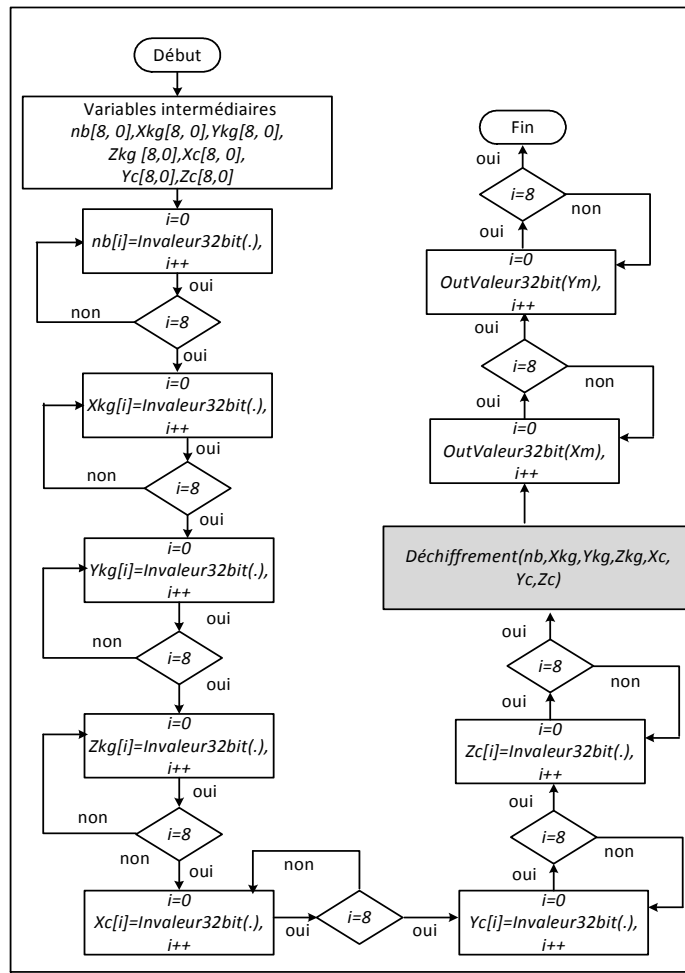 Début
Variables intermédiaires
nb[8, 0],Xkg[8, 0],Ykg[8, 0],
Zkg [8,0],Xc[8, 0],
Yc[8,0],Zc[8,0]
i=0
nb[i]=Invaleur32bit(.),
i++
oui
non
i=8
oui
i=0
Xkg[i]=Invaleur32bit(.),
i++
oui
non
i=8
oui
i=0
Ykg[i]=Invaleur32bit(.),
i++
oui
non
i=8
oui
i=0
Zkg[i]=Invaleur32bit(.),
i++
oui
non
i=8
non
oui
i=0
Xc[i]=Invaleur32bit(.),
i++
non
oui
i=8
oui
i=0
Yc[i]=Invaleur32bit(.),
i++
oui
non
i=8
oui
i=0
Zc[i]=Invaleur32bit(.),
i++
oui
non
i=8
oui
Déchiffrement(nb,Xkg,Ykg,Zkg,Xc,
Yc,Zc)
i=0
OutValeur32bit(Xm),
i++
oui
non
i=8
oui
i=0
OutValeur32bit(Ym),
i++
oui
non
i=8
oui
Fin